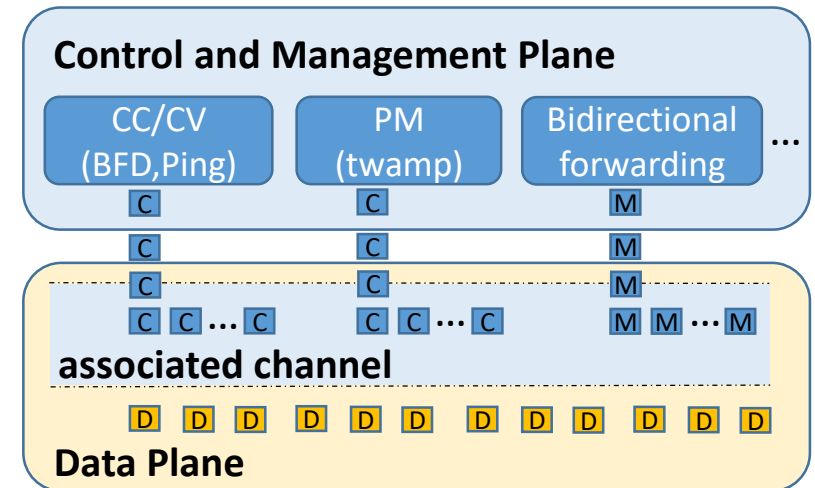 Control and Management Plane
CC/CV PM Bidirectional
(BFD,Ping) (twamp) forwarding ...
C C M
C C M
C C M
C C ... C C C ... C M M ... M
associated channel
D D D D D D D D D D D D
Data Plane